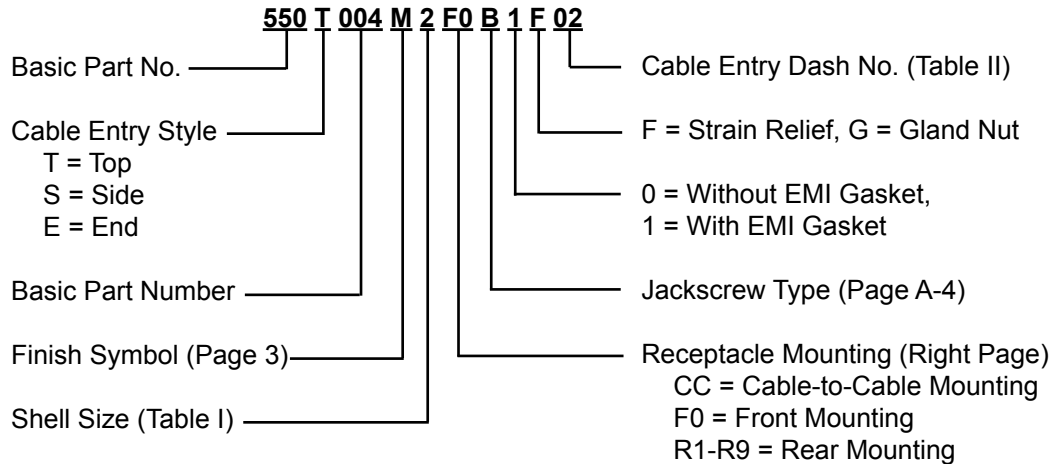 550 T 004 M 2 F0 B 1 F 02
Basic Part No.
Cable Entry Style
T = Top
S = Side
E = End
Basic Part Number
Finish Symbol (Page 3)
Shell Size (Table I)
Cable Entry Dash No. (Table II)
F = Strain Relief, G = Gland Nut
0 = Without EMI Gasket,
1 = With EMI Gasket
Jackscrew Type (Page A-4)
Receptacle Mounting (Right Page)
CC = Cable-to-Cable Mounting
F0 = Front Mounting
R1-R9 = Rear Mounting